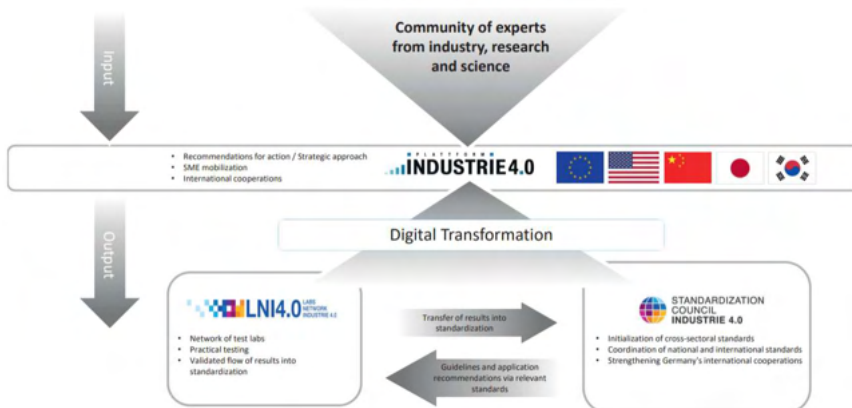 Community of experts
from industry, research
and science
Input
• Recommendations for action / Strategic approach
• SME mobilization
• International cooperations
PLATTFORM
INDUSTRIE4.0
Output
Digital Transformation
LNI4.0 LABS
NETWORK
INDUSTRIE 4.0
• Network of test labs
• Practical testing
• Validated flow of results into
standardization
Transfer of results into
standardization
Guidelines and application
recommendations via relevant
standards
STANDARDIZATION
COUNCIL
INDUSTRIE 4.0
• Initialization of cross-sectoral standards
• Coordination of national and international standards
• Strengthening Germany's international cooperations